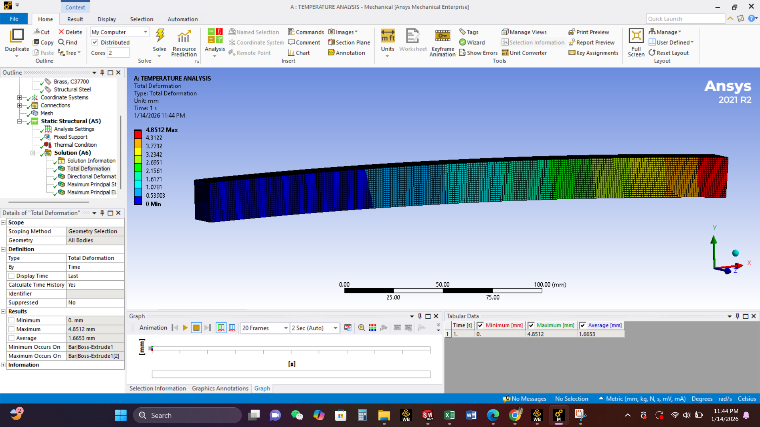 A : TEMPERATURE ANALYSIS - Mechanical [Ansys Mechanical Enterprise]
Context
File Home Result Display Selection Automation
Quick Launch
Duplicate
Cut Delete
Copy Find
Paste Tree
Outline
My Computer
Distributed
Cores 2
Solve
Resource Prediction
Solve
Analysis
Named Selection Commands Images
Coordinate System Comment Section Plane
Remote Point Chart Annotation
Insert
Units Worksheet Keyframe Animation
Tags Manage Views Print Preview
Wizard Selection Information Report Preview
Show Errors Unit Converter Key Assignments
Tools
Full Screen
Manage
User Defined
Reset Layout
Layout
Outline
Brass, C37700
Structural Steel
Coordinate Systems
Connections
Mesh
Static Structural (A5)
Analysis Settings
Fixed Support
Thermal Condition
Solution (A6)
Solution Information
Total Deformation
Directional Deformat
Maximum Principal St
Maximum Principal El
Details of "Total Deformation"
Scope
Scoping Method Geometry Selection
Geometry All Bodies
Definition
Type Total Deformation
By Time
Display Time Last
Calculate Time History Yes
Identifier
Suppressed No
Results
Minimum 0. mm
Maximum 4.8512 mm
Average 1.6653 mm
Minimum Occurs On Bar|Boss-Extrude1
Maximum Occurs On Bar|Boss-Extrude1[2]
Information
A: TEMPERATURE ANALYSIS
Total Deformation
Type: Total Deformation
Unit: mm
Time: 1 s
1/14/2026 11:44 PM
4.8512 Max
4.3122
3.7732
3.2342
2.6951
2.1561
1.6171
1.0781
0.53903
0 Min
Ansys
2021 R2
Y
X
Z
0.00 50.00 100.00 (mm)
25.00 75.00
Graph
Animation 20 Frames 2 Sec (Auto)
[mm]
[s]
Selection Information Graphics Annotations Graph
Tabular Data
Time [s] Minimum [mm] Maximum [mm] Average [mm]
1 1. 0. 4.8512 1.6653
No Messages No Selection Metric (mm, kg, N, s, mV, mA) Degrees rad/s Celsius
Search
11:44 PM
1/14/2026